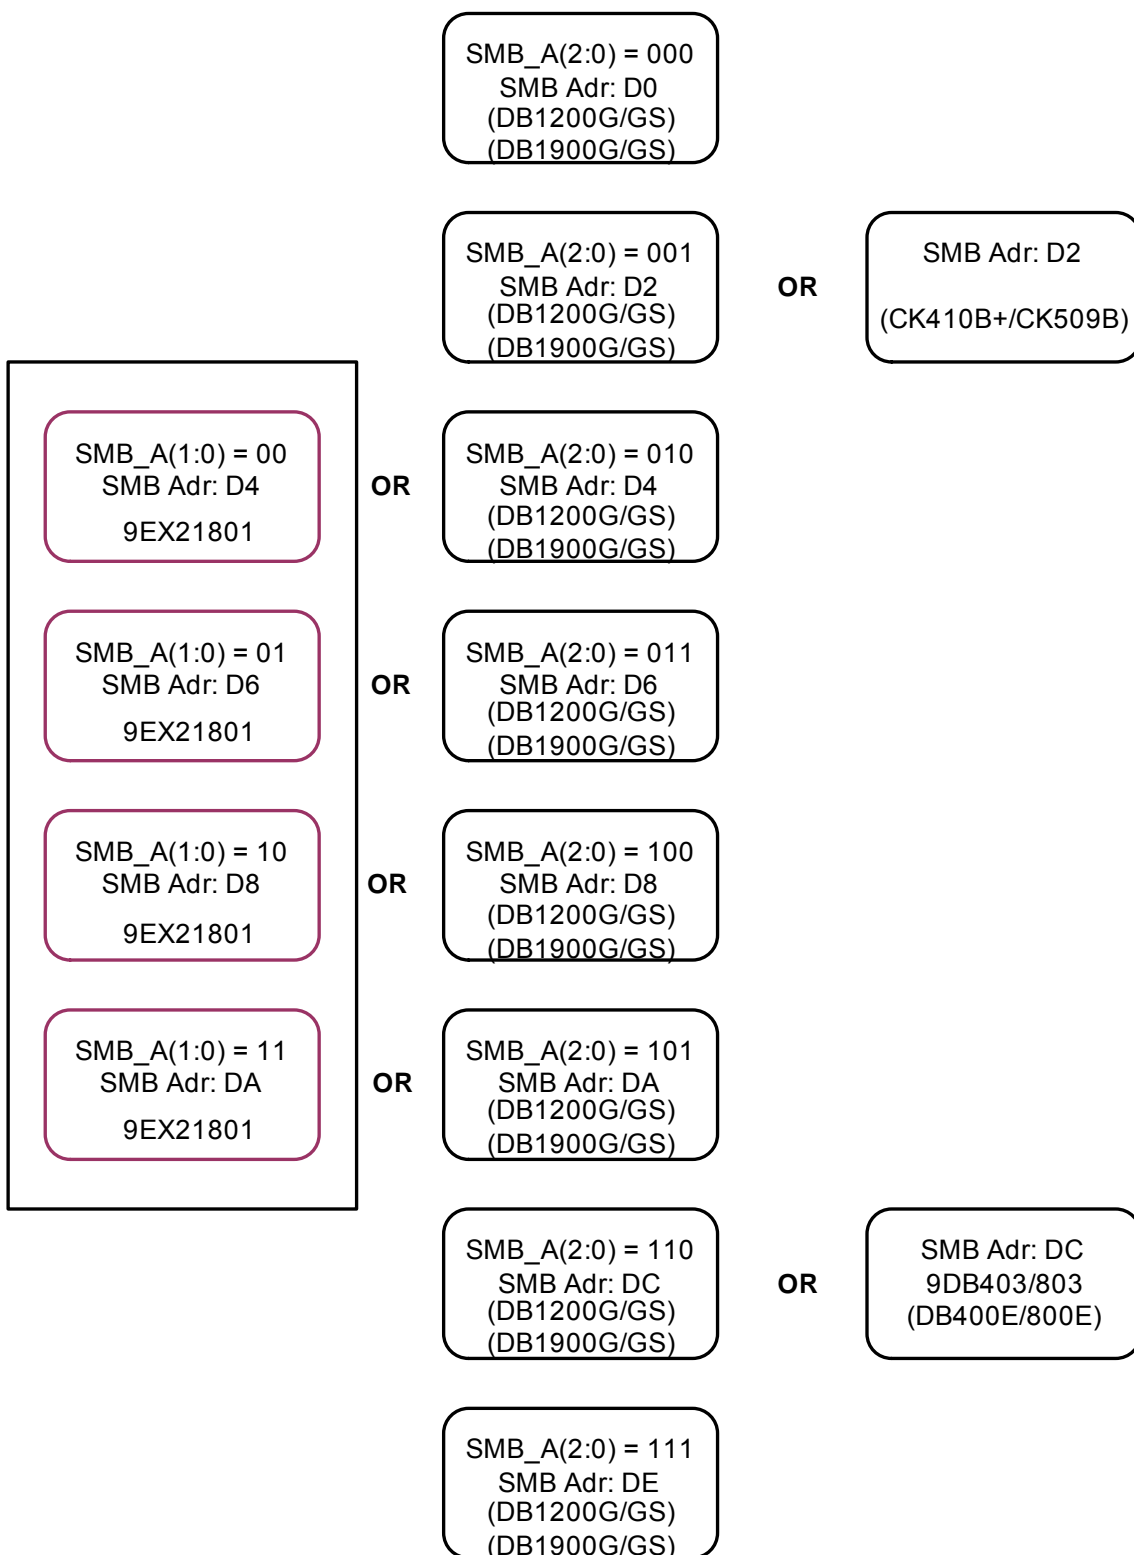 SMB_A(2:0) = 000
SMB Adr: D0
(DB1200G/GS)
(DB1900G/GS)
SMB_A(2:0) = 001
SMB Adr: D2
(DB1200G/GS)
(DB1900G/GS)
OR
SMB Adr: D2
(CK410B+/CK509B)
SMB_A(1:0) = 00
SMB Adr: D4
9EX21801
OR
SMB_A(2:0) = 010
SMB Adr: D4
(DB1200G/GS)
(DB1900G/GS)
SMB_A(1:0) = 01
SMB Adr: D6
9EX21801
OR
SMB_A(2:0) = 011
SMB Adr: D6
(DB1200G/GS)
(DB1900G/GS)
SMB_A(1:0) = 10
SMB Adr: D8
9EX21801
OR
SMB_A(2:0) = 100
SMB Adr: D8
(DB1200G/GS)
(DB1900G/GS)
SMB_A(1:0) = 11
SMB Adr: DA
9EX21801
OR
SMB_A(2:0) = 101
SMB Adr: DA
(DB1200G/GS)
(DB1900G/GS)
SMB_A(2:0) = 110
SMB Adr: DC
(DB1200G/GS)
(DB1900G/GS)
OR
SMB Adr: DC
9DB403/803
(DB400E/800E)
SMB_A(2:0) = 111
SMB Adr: DE
(DB1200G/GS)
(DB1900G/GS)